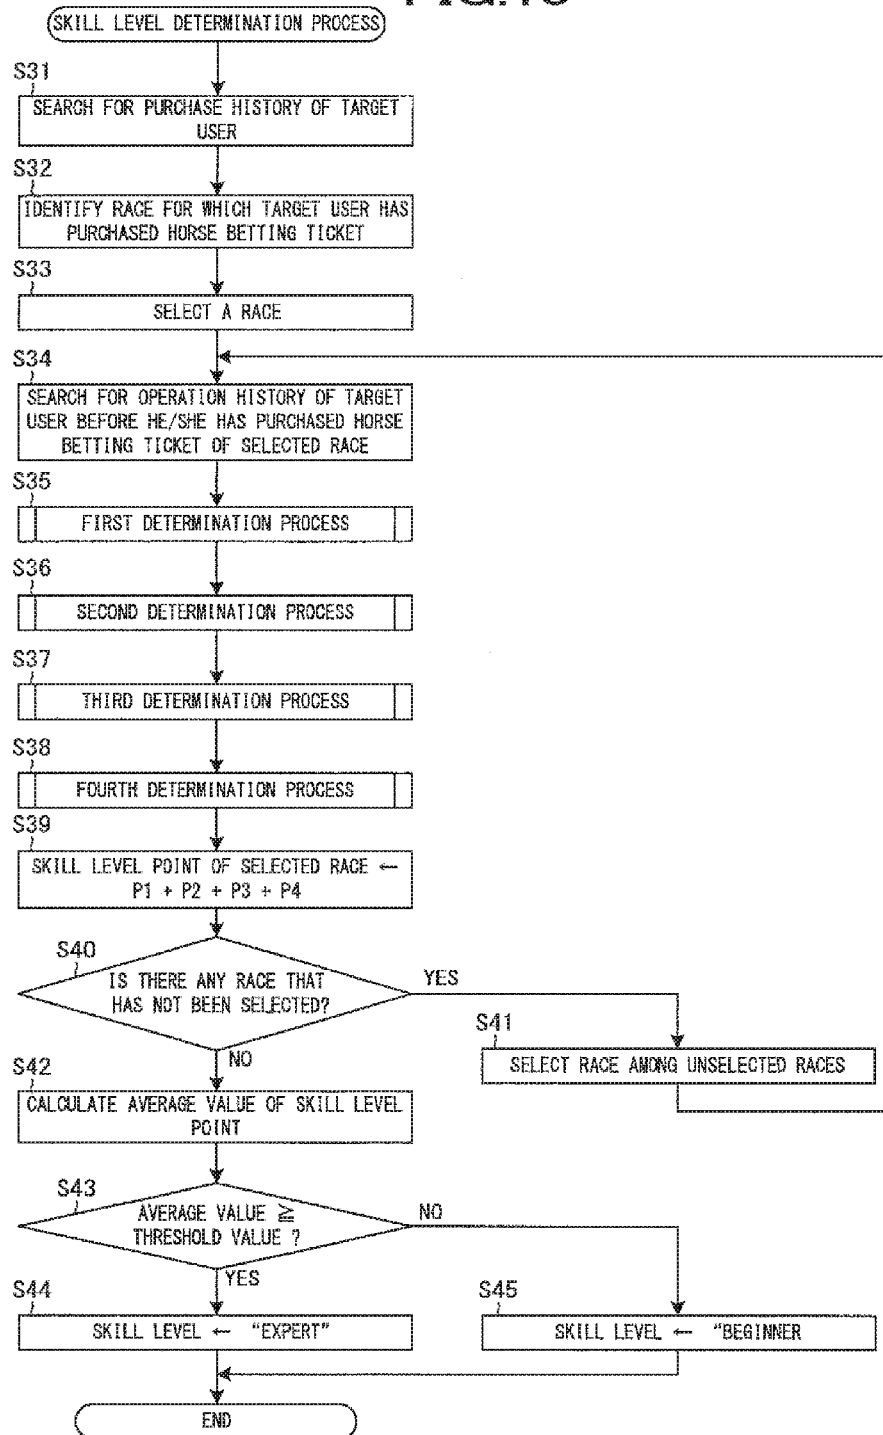 SKILL LEVEL DETERMINATION PROCESS
S31
SEARCH FOR PURCHASE HISTORY OF TARGET
USER
S32
IDENTIFY RACE FOR WHICH TARGET USER HAS
PURCHASED HORSE BETTING TICKET
S33
SELECT A RACE
S34
SEARCH FOR OPERATION HISTORY OF TARGET
USER BEFORE HE/SHE HAS PURCHASED HORSE
BETTING TICKET OF SELECTED RACE
S35
FIRST DETERMINATION PROCESS
S36
SECOND DETERMINATION PROCESS
S37
THIRD DETERMINATION PROCESS
S38
FOURTH DETERMINATION PROCESS
S39
SKILL LEVEL POINT OF SELECTED RACE ←
P1 + P2 + P3 + P4
S40
IS THERE ANY RACE THAT
HAS NOT BEEN SELECTED?
YES
NO
S41
SELECT RACE AMONG UNSELECTED RACES
S42
CALCULATE AVERAGE VALUE OF SKILL LEVEL
POINT
S43
AVERAGE VALUE ≧
THRESHOLD VALUE ?
NO
YES
S44
SKILL LEVEL ← “EXPERT”
S45
SKILL LEVEL ← “BEGINNER
END